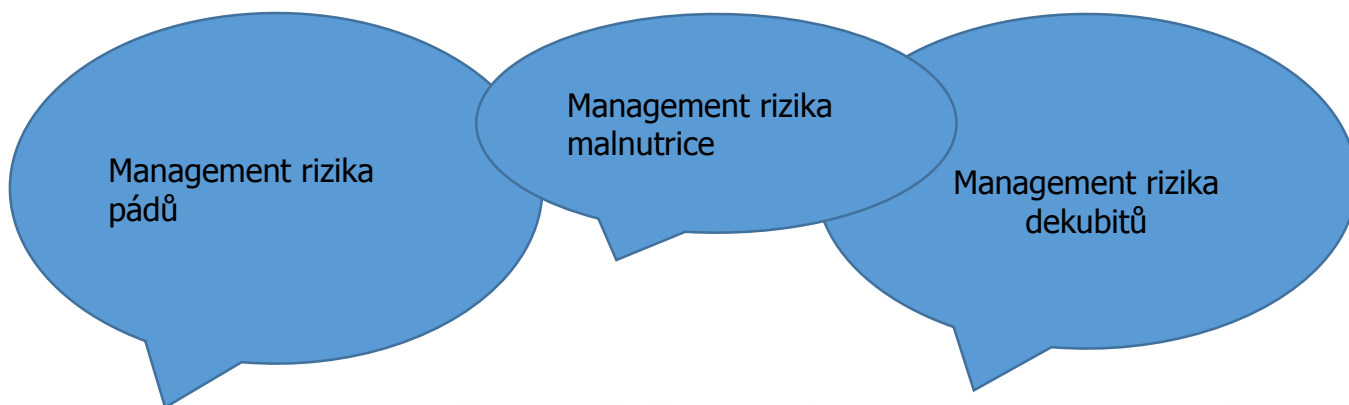 Management rizika
pádů
Management rizika
malnutrice
Management rizika
dekubitů